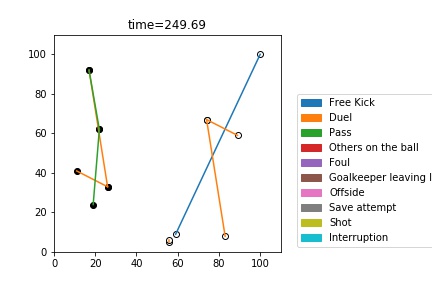 time=249.69
100
80
60
40
20
0
0 20 40 60 80 100
Free Kick
Duel
Pass
Others on the ball
Foul
Goalkeeper leaving l
Offside
Save attempt
Shot
Interruption